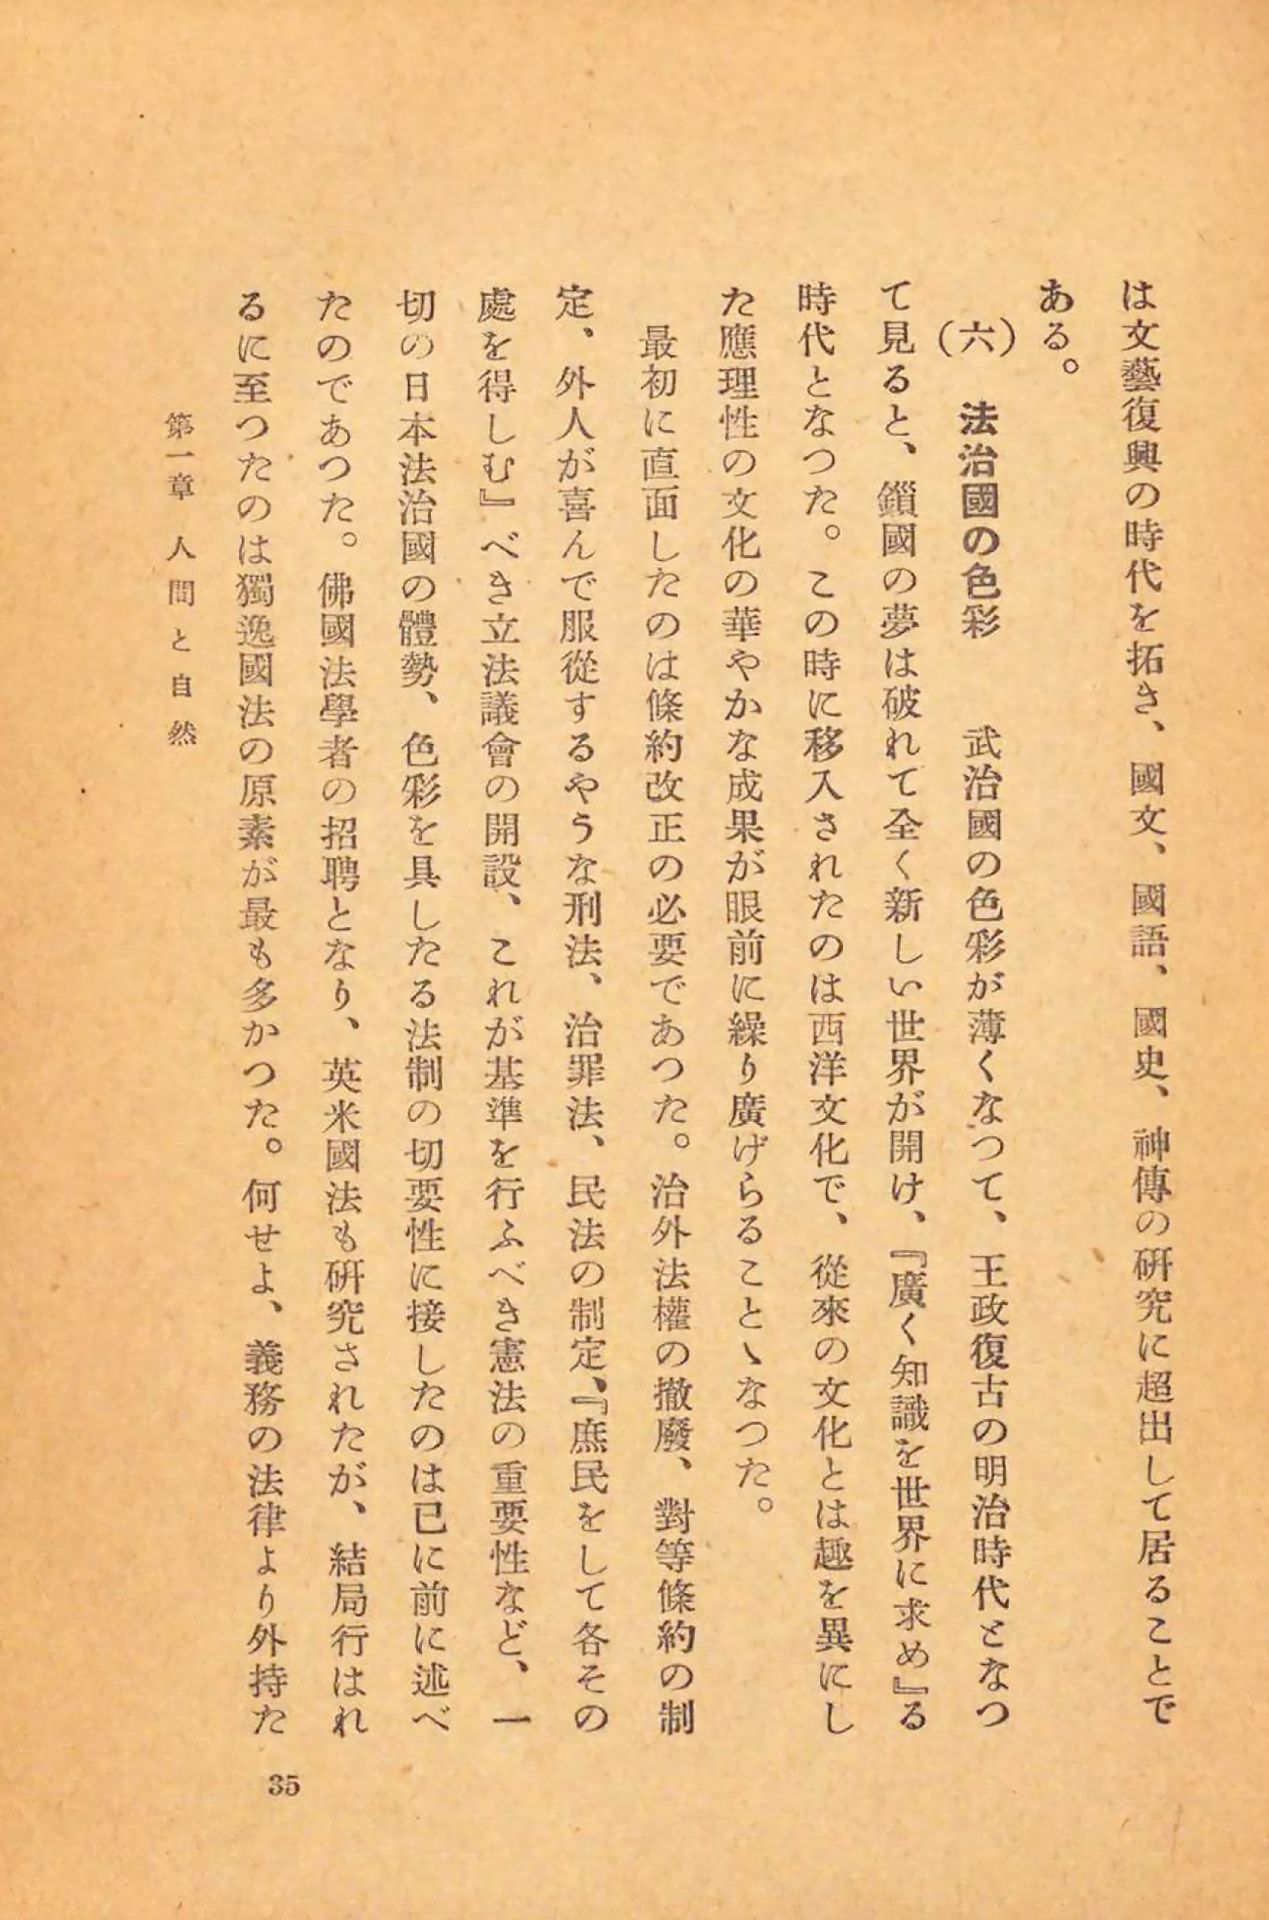 は文藝復興の時代を拓き、國文、國語、國史、神傳の硏究に超出して居ることで
ある。
（六）　法治國の色彩　　武治國の色彩が薄くなつて、王政復古の明治時代となつ
て見ると、鎻國の夢は破れて全く新しい世界が開け、『廣く知識を世界に求め』る
時代となつた。この時に移入されたのは西洋文化で、從來の文化とは趣を異にし
た應理性の文化の華やかな成果が眼前に繰り廣げらることゝなつた。
　最初に直面したのは條約改正の必要であつた。治外法權の撤廢、對等條約の制
定、外人が喜んで服從するやうな刑法、治罪法、民法の制定、『庶民をして各その
處を得しむ』べき立法議會の開設、これが基準を行ふべき憲法の重要性など、一
切の日本法治國の體勢、色彩を具したる法制の切要性に接したのは已に前に述べ
たのであつた。佛國法學者の招聘となり、英米國法も硏究されたが、結局行はれ
るに至つたのは獨逸國法の原素が最も多かつた。何せよ、義務の法律より外持た
第一章　人間と自然
35